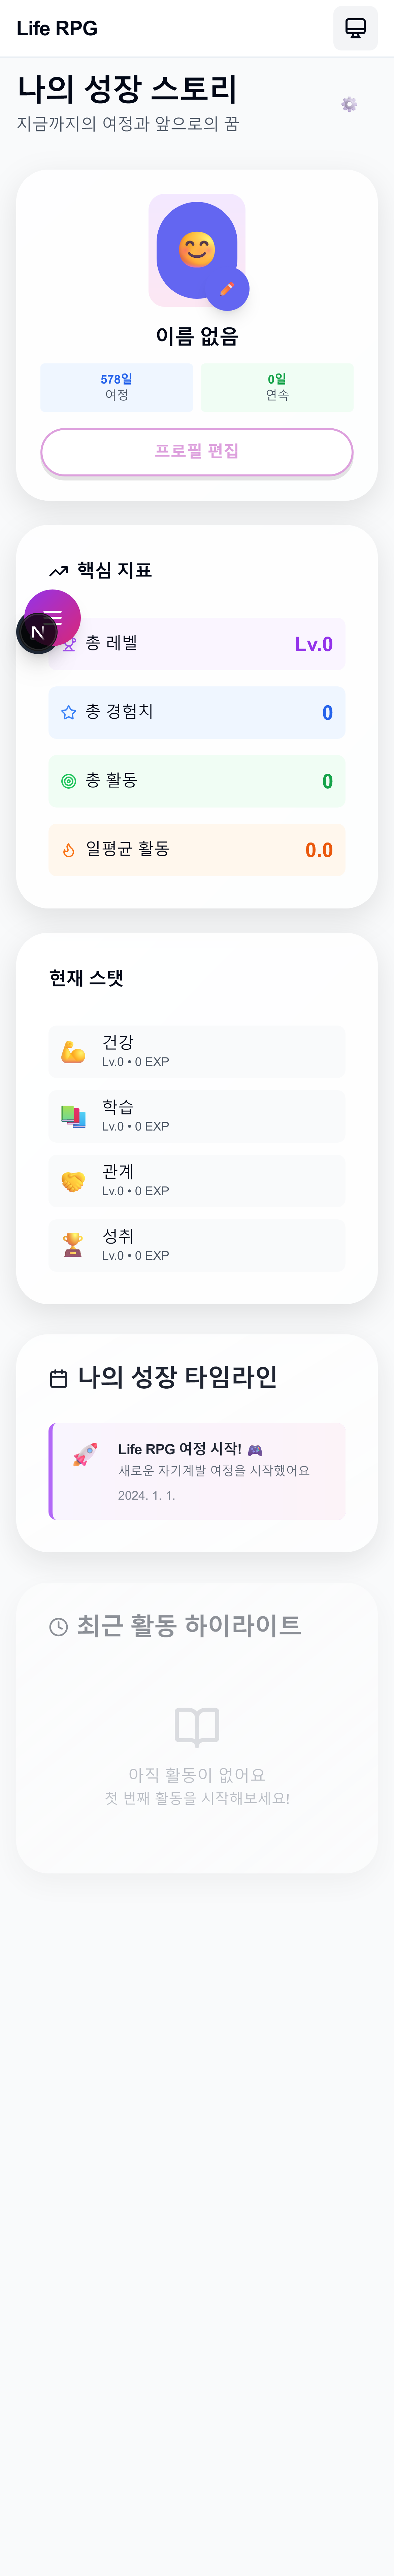 Life RPG
나의 성장 스토리
지금까지의 여정과 앞으로의 꿈
이름 없음
578일
여정
0일
연속
프로필 편집
핵심 지표
N
총 레벨
Lv.0
총 경험치
0
총 활동
0
일평균 활동
0.0
현재 스탯
건강
Lv.0 • 0 EXP
학습
Lv.0 • 0 EXP
관계
Lv.0 • 0 EXP
성취
Lv.0 • 0 EXP
나의 성장 타임라인
Life RPG 여정 시작! 🎮
새로운 자기계발 여정을 시작했어요
2024. 1. 1.
최근 활동 하이라이트
아직 활동이 없어요
첫 번째 활동을 시작해보세요!